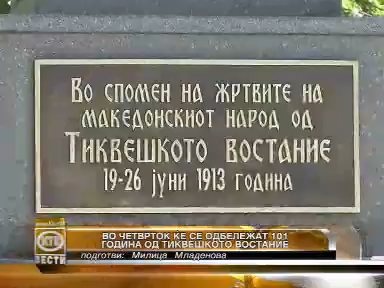 Во спомен на жртвите на
македонскиот народ од
Тиквешкото востание
19-26 јуни 1913 година
ВО ЧЕТВРТОК ЌЕ СЕ ОДБЕЛЕЖАТ 101
ГОДИНА ОД ТИКВЕШКОТО ВОСТАНИЕ
подготви: Милица Младенова
ВЕСТИ